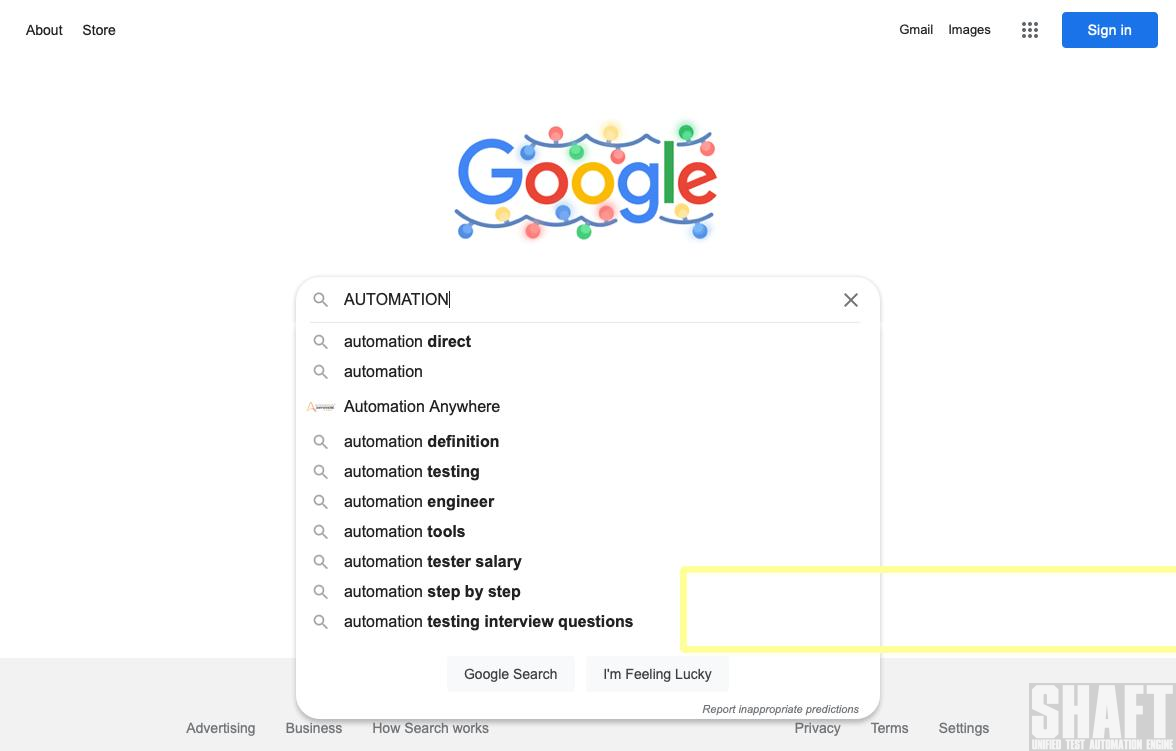 About Store
Gmail Images Sign in
Google
AUTOMATION
automation direct
automation
Automation Anywhere
automation definition
automation testing
automation engineer
automation tools
automation tester salary
automation step by step
automation testing interview questions
Google Search I'm Feeling Lucky
Report inappropriate predictions
Advertising Business How Search works Privacy Terms Settings
SHAFT
UNIFIED TEST AUTOMATION ENGINE